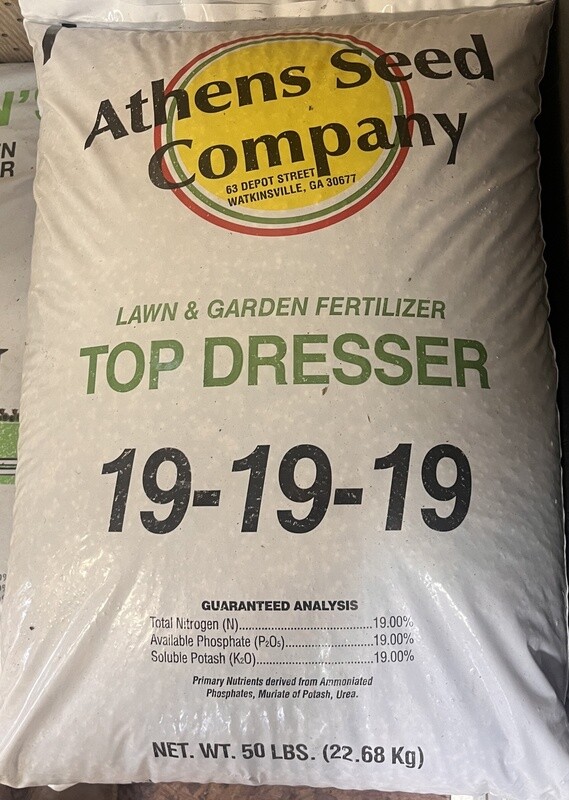 Athens Seed
Company
63 DEPOT STREET
WATKINSVILLE, GA 30677
LAWN & GARDEN FERTILIZER
TOP DRESSER
19-19-19
GUARANTEED ANALYSIS
Total Nitrogen (N)..............................19.00%
Available Phosphate (P₂O₅)....................19.00%
Soluble Potash (K₂O)..........................19.00%
Primary Nutrients derived from Ammoniated
Phosphates, Muriate of Potash, Urea.
NET. WT. 50 LBS. (22.68 Kg)